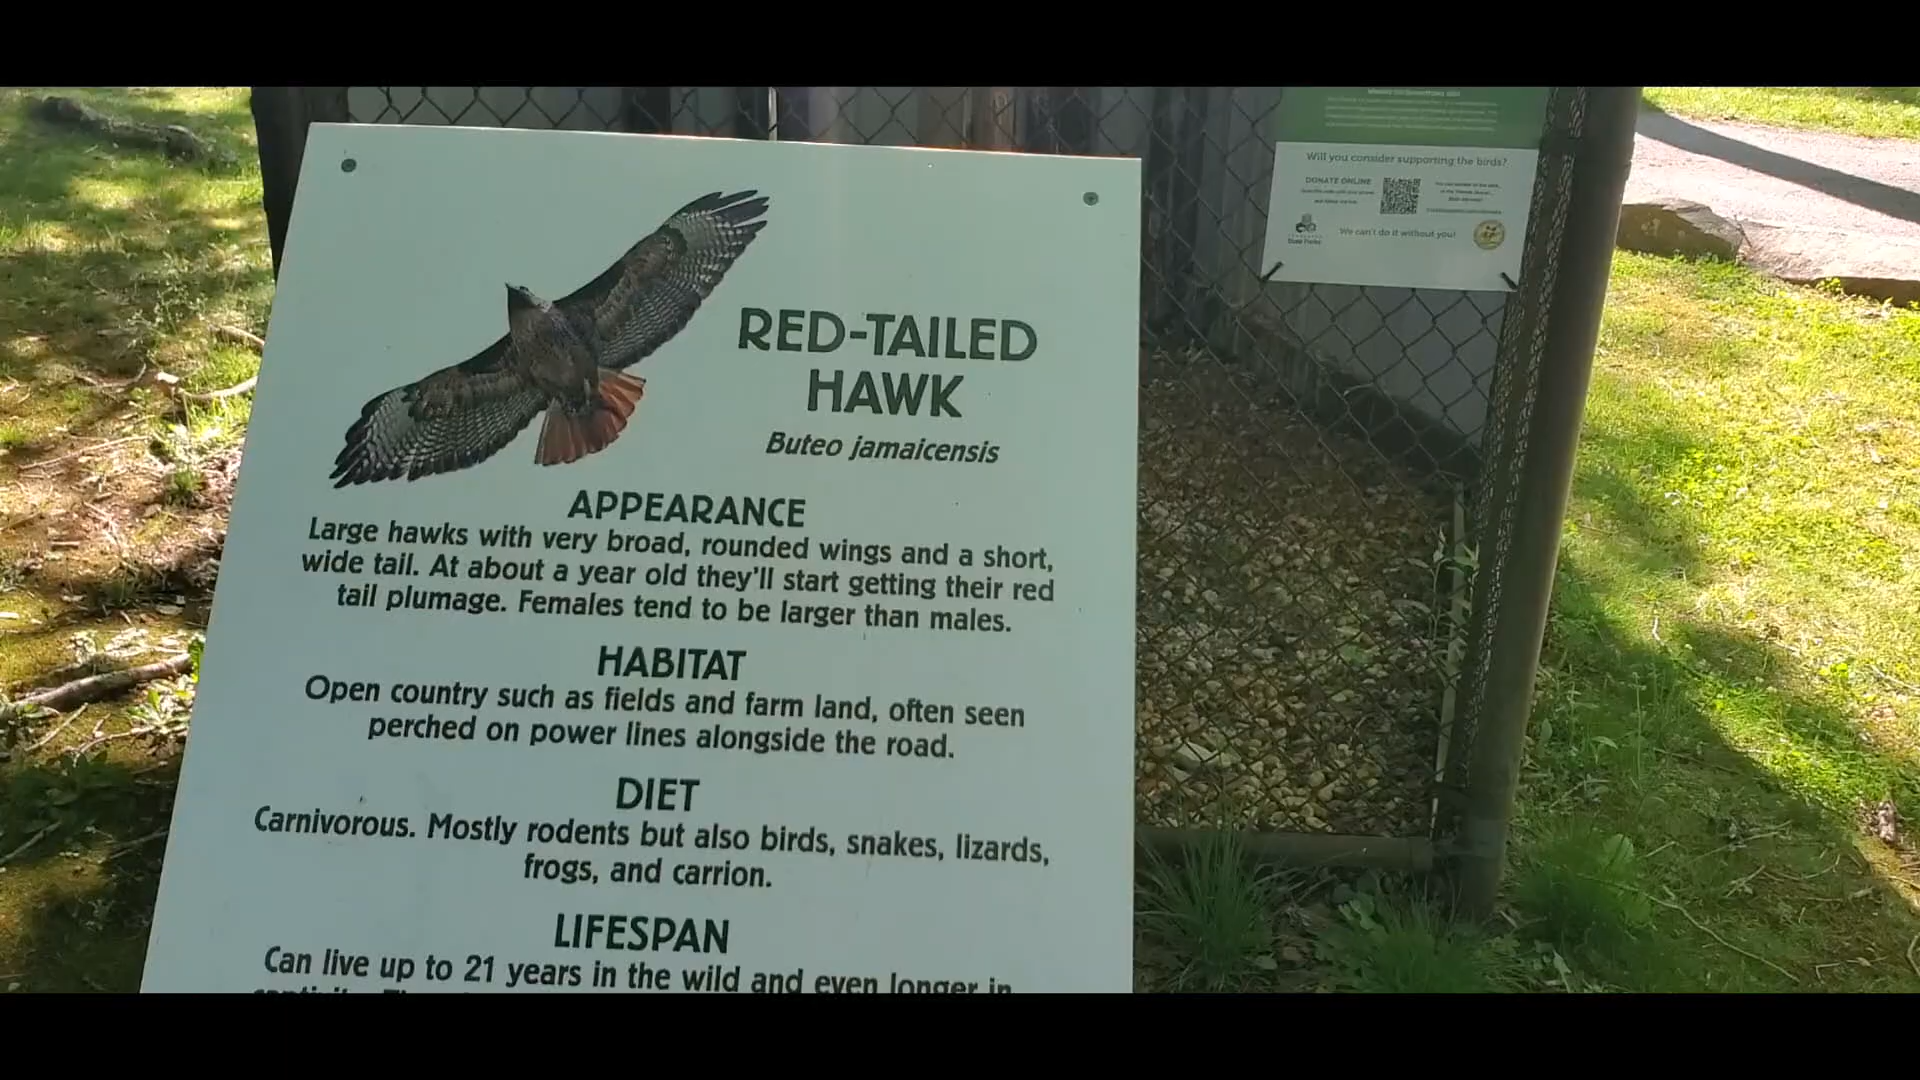 RED-TAILED
HAWK
Buteo jamaicensis
APPEARANCE
Large hawks with very broad, rounded wings and a short,
wide tail. At about a year old they'll start getting their red
tail plumage. Females tend to be larger than males.
HABITAT
Open country such as fields and farm land, often seen
perched on power lines alongside the road.
DIET
Carnivorous. Mostly rodents but also birds, snakes, lizards,
frogs, and carrion.
LIFESPAN
Can live up to 21 years in the wild and even longer in
Will you consider supporting the birds?
DONATE ONLINE
State Parks
We can't do it without you!